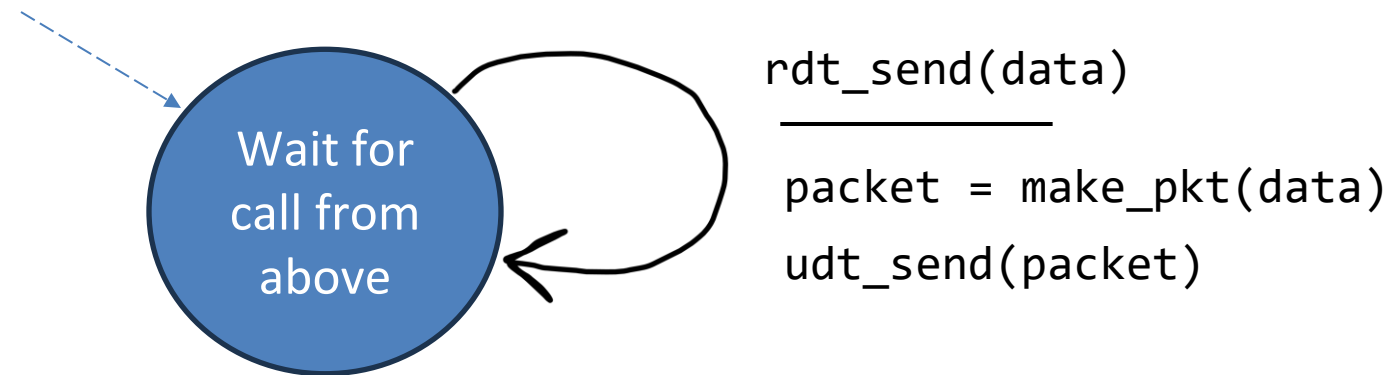 Wait for
call from
above
rdt_send(data)
packet = make_pkt(data)
udt_send(packet)